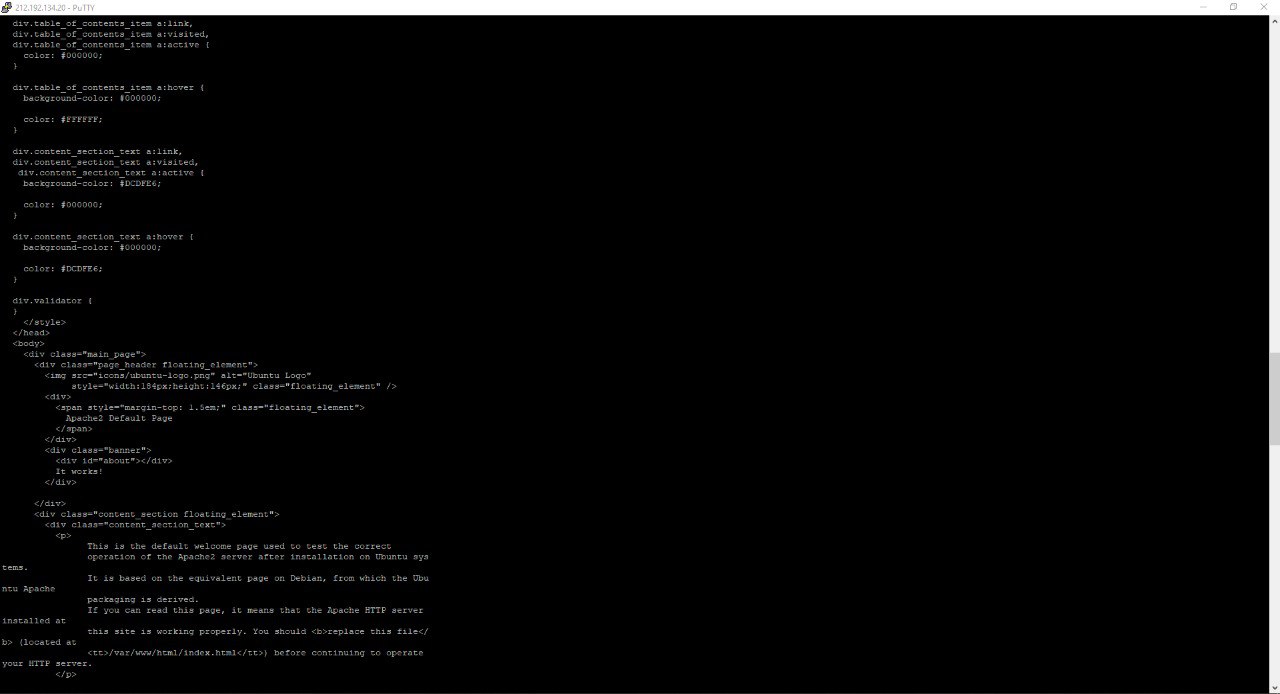 212.192.134.20 - PuTTY
div.table_of_contents_item a:link,
div.table_of_contents_item a:visited,
div.table_of_contents_item a:active {
color: #000000;
}
div.table_of_contents_item a:hover {
background-color: #000000;
color: #FFFFFF;
}
div.content_section_text a:link,
div.content_section_text a:visited,
div.content_section_text a:active {
background-color: #DCDFE6;
color: #000000;
}
div.content_section_text a:hover {
background-color: #000000;
color: #DCDFE6;
}
div.validator {
}
</style>
</head>
<body>
<div class="main_page">
<div class="page_header floating_element">
<img src="icons/ubuntu-logo.png" alt="Ubuntu Logo"
style="width:184px;height:146px;" class="floating_element" />
<div>
<span style="margin-top: 1.5em;" class="floating_element">
Apache2 Default Page
</span>
</div>
<div class="banner">
<div id="about"></div>
It works!
</div>
</div>
<div class="content_section floating_element">
<div class="content_section_text">
<p>
This is the default welcome page used to test the correct
operation of the Apache2 server after installation on Ubuntu sys
tems.
It is based on the equivalent page on Debian, from which the Ubu
ntu Apache
packaging is derived.
If you can read this page, it means that the Apache HTTP server
installed at
this site is working properly. You should <b>replace this file</
b> (located at
<tt>/var/www/html/index.html</tt>) before continuing to operate
your HTTP server.
</p>